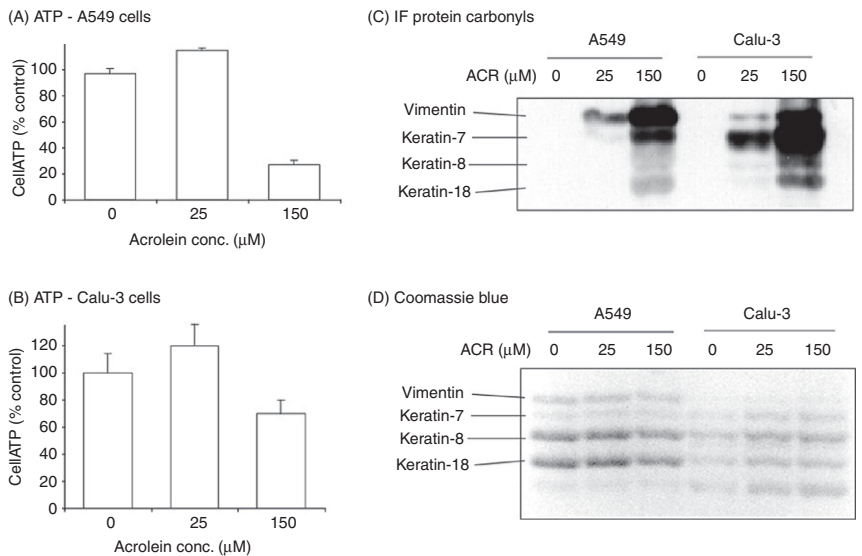 (A) ATP - A549 cells
CellATP (% control)
100
80
60
40
20
0
0 25 150
Acrolein conc. (μM)
(B) ATP - Calu-3 cells
CellATP (% control)
120
100
80
60
40
20
0
0 25 150
Acrolein conc. (μM)
(C) IF protein carbonyls
A549 Calu-3
ACR (μM) 0 25 150 0 25 150
Vimentin
Keratin-7
Keratin-8
Keratin-18
(D) Coomassie blue
A549 Calu-3
ACR (μM) 0 25 150 0 25 150
Vimentin
Keratin-7
Keratin-8
Keratin-18